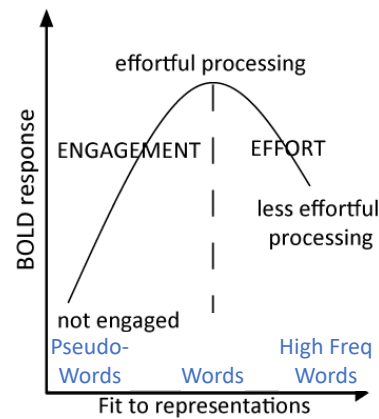 effortful processing
ENGAGEMENT
EFFORT
less effortful
processing
not engaged
BOLD response
Pseudo-
Words
Words
High Freq
Words
Fit to representations